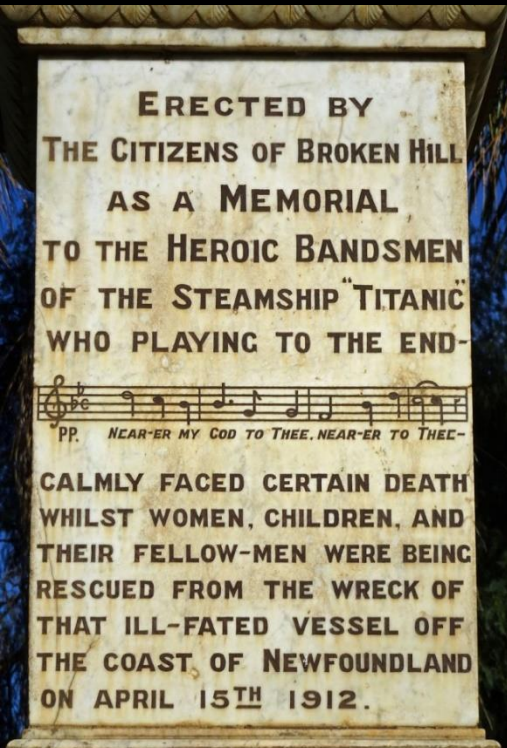 ERECTED BY
THE CITIZENS OF BROKEN HILL
AS A MEMORIAL
TO THE HEROIC BANDSMEN
OF THE STEAMSHIP "TITANIC"
WHO PLAYING TO THE END-
PP. NEAR-ER MY GOD TO THEE, NEAR-ER TO THEE-
CALMLY FACED CERTAIN DEATH
WHILST WOMEN, CHILDREN, AND
THEIR FELLOW-MEN WERE BEING
RESCUED FROM THE WRECK OF
THAT ILL-FATED VESSEL OFF
THE COAST OF NEWFOUNDLAND
ON APRIL 15TH 1912.